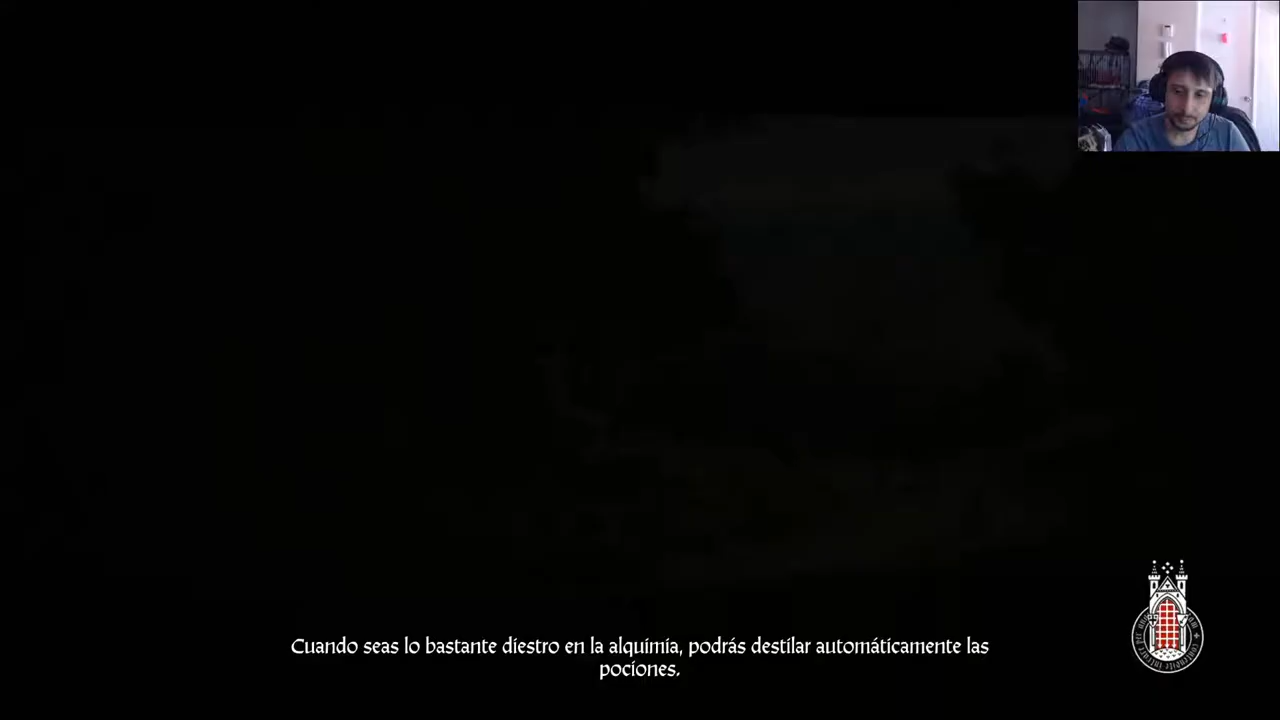 Cuando seas lo bastante diestro en la alquimia, podrás destilar automáticamente las
pociones.